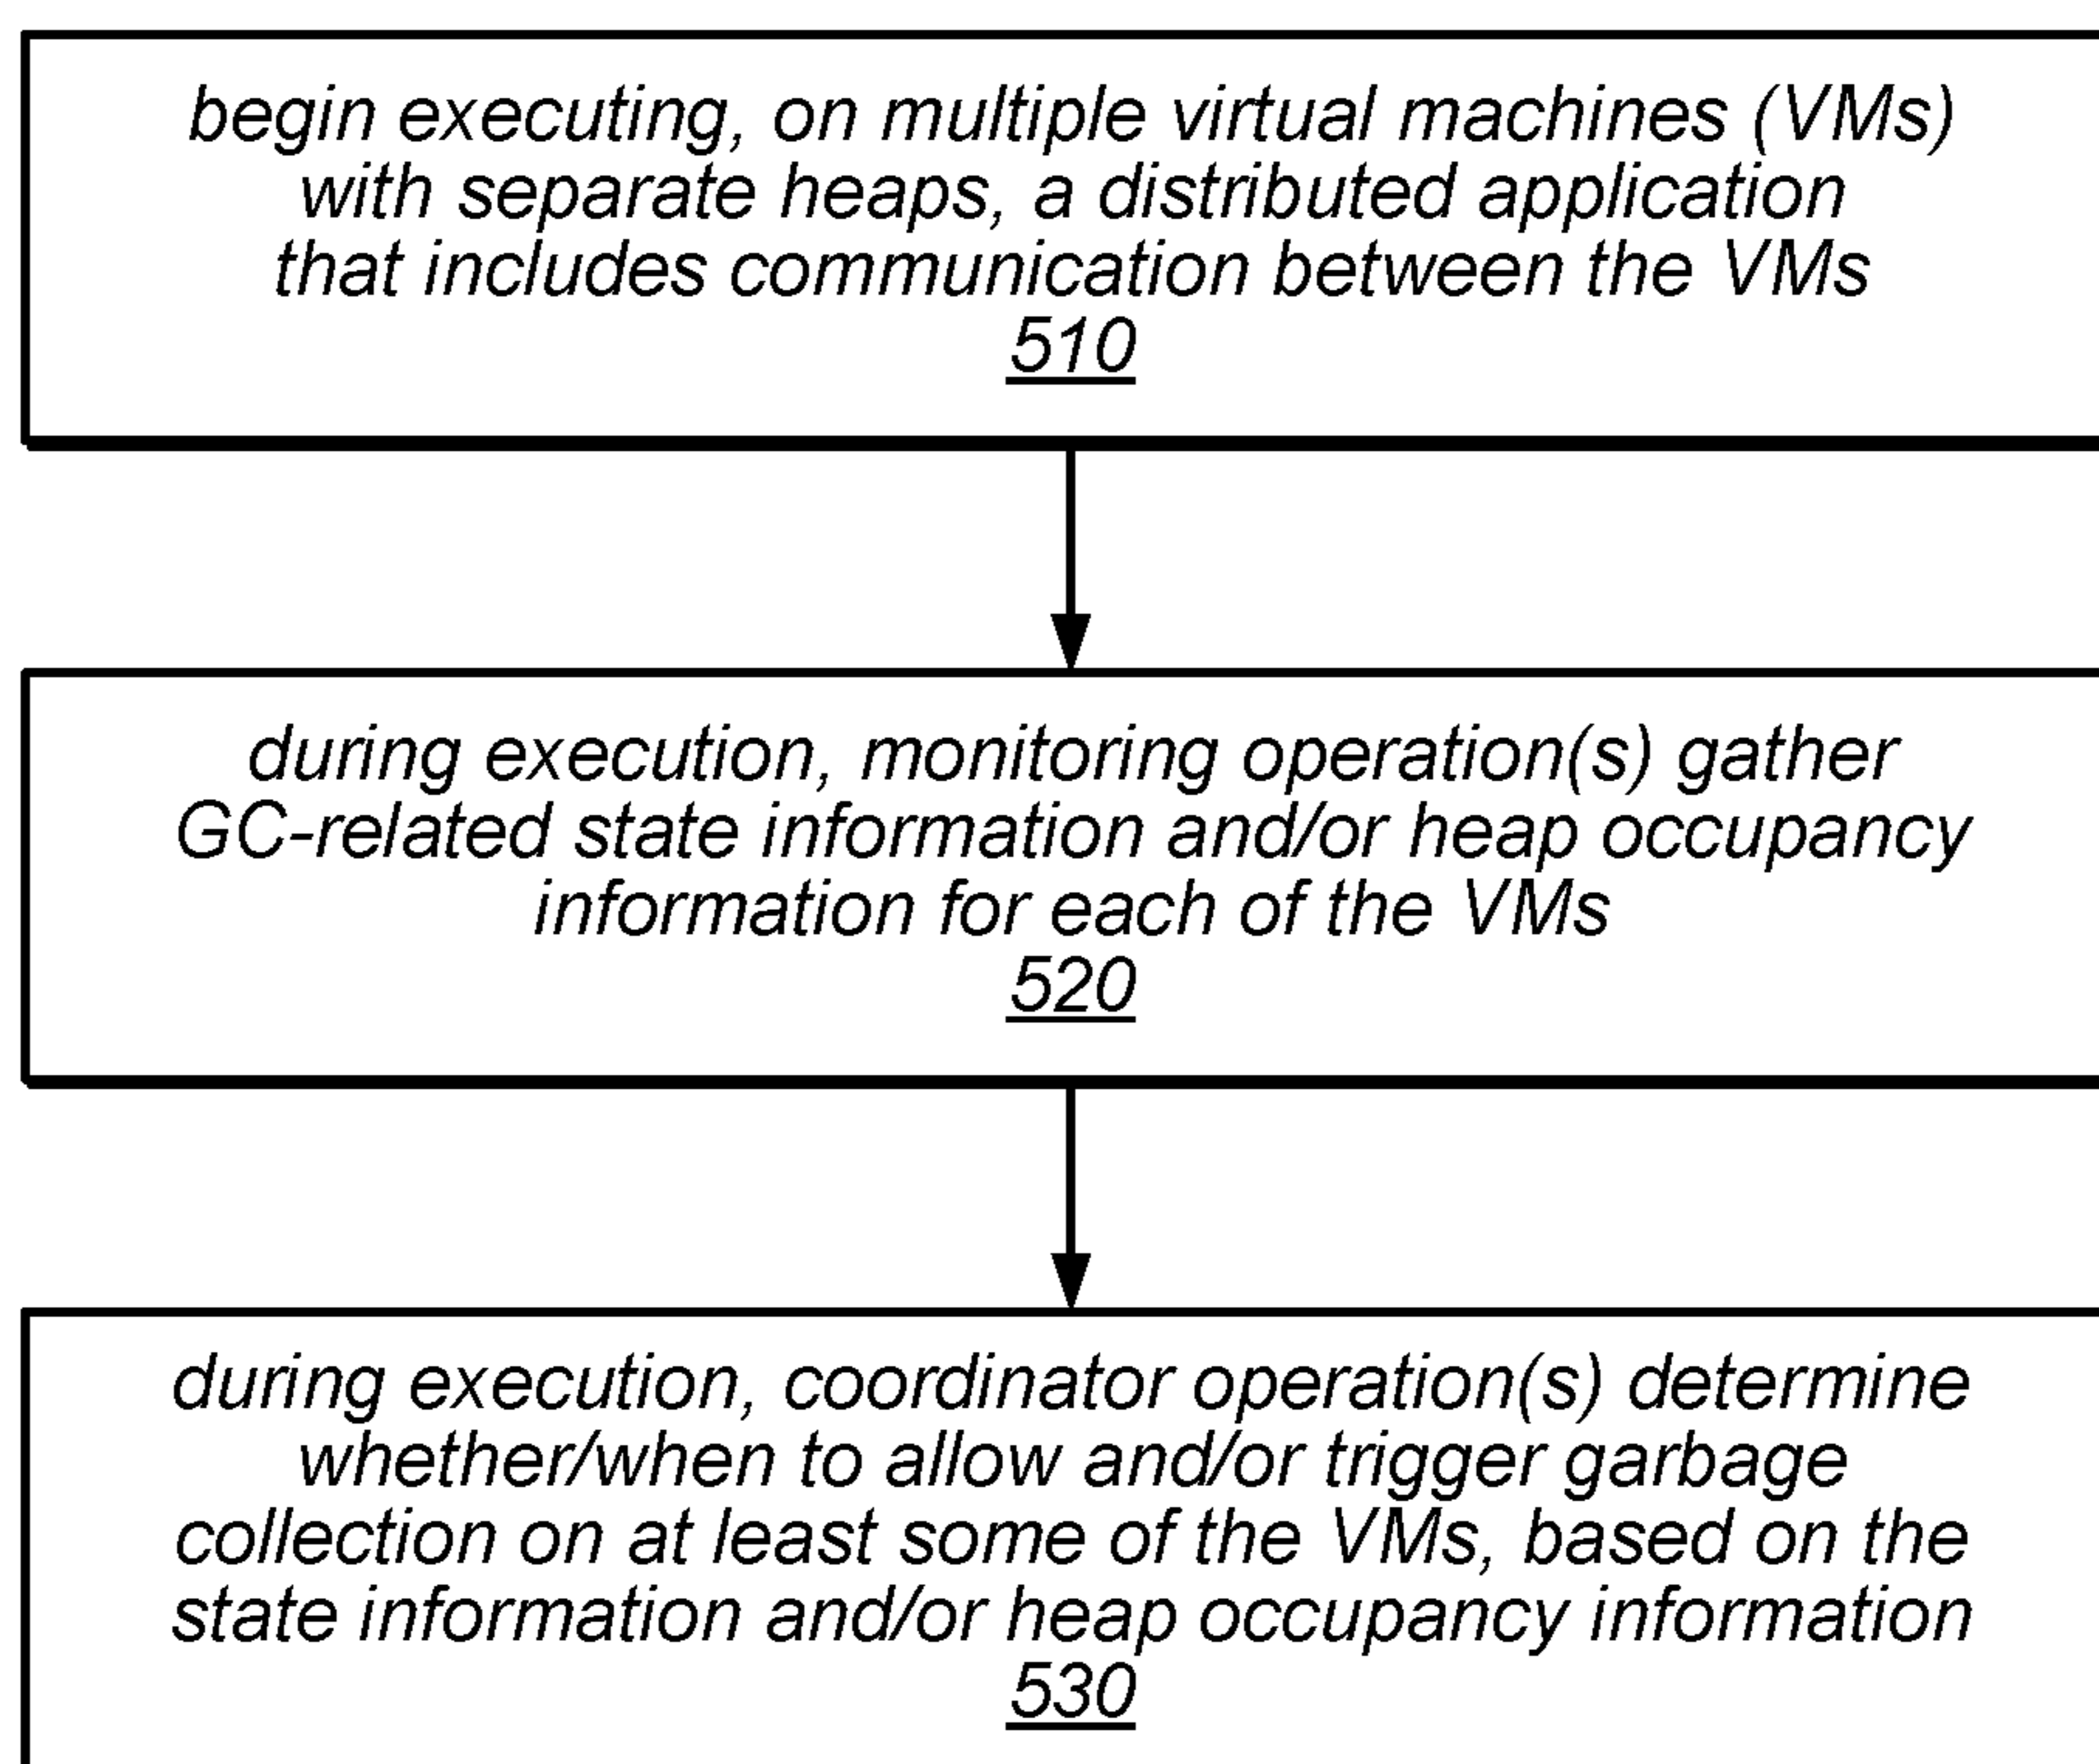 begin executing, on multiple virtual machines (VMs)
with separate heaps, a distributed application
that includes communication between the VMs
510
during execution, monitoring operation(s) gather
GC-related state information and/or heap occupancy
information for each of the VMs
520
during execution, coordinator operation(s) determine
whether/when to allow and/or trigger garbage
collection on at least some of the VMs, based on the
state information and/or heap occupancy information
530